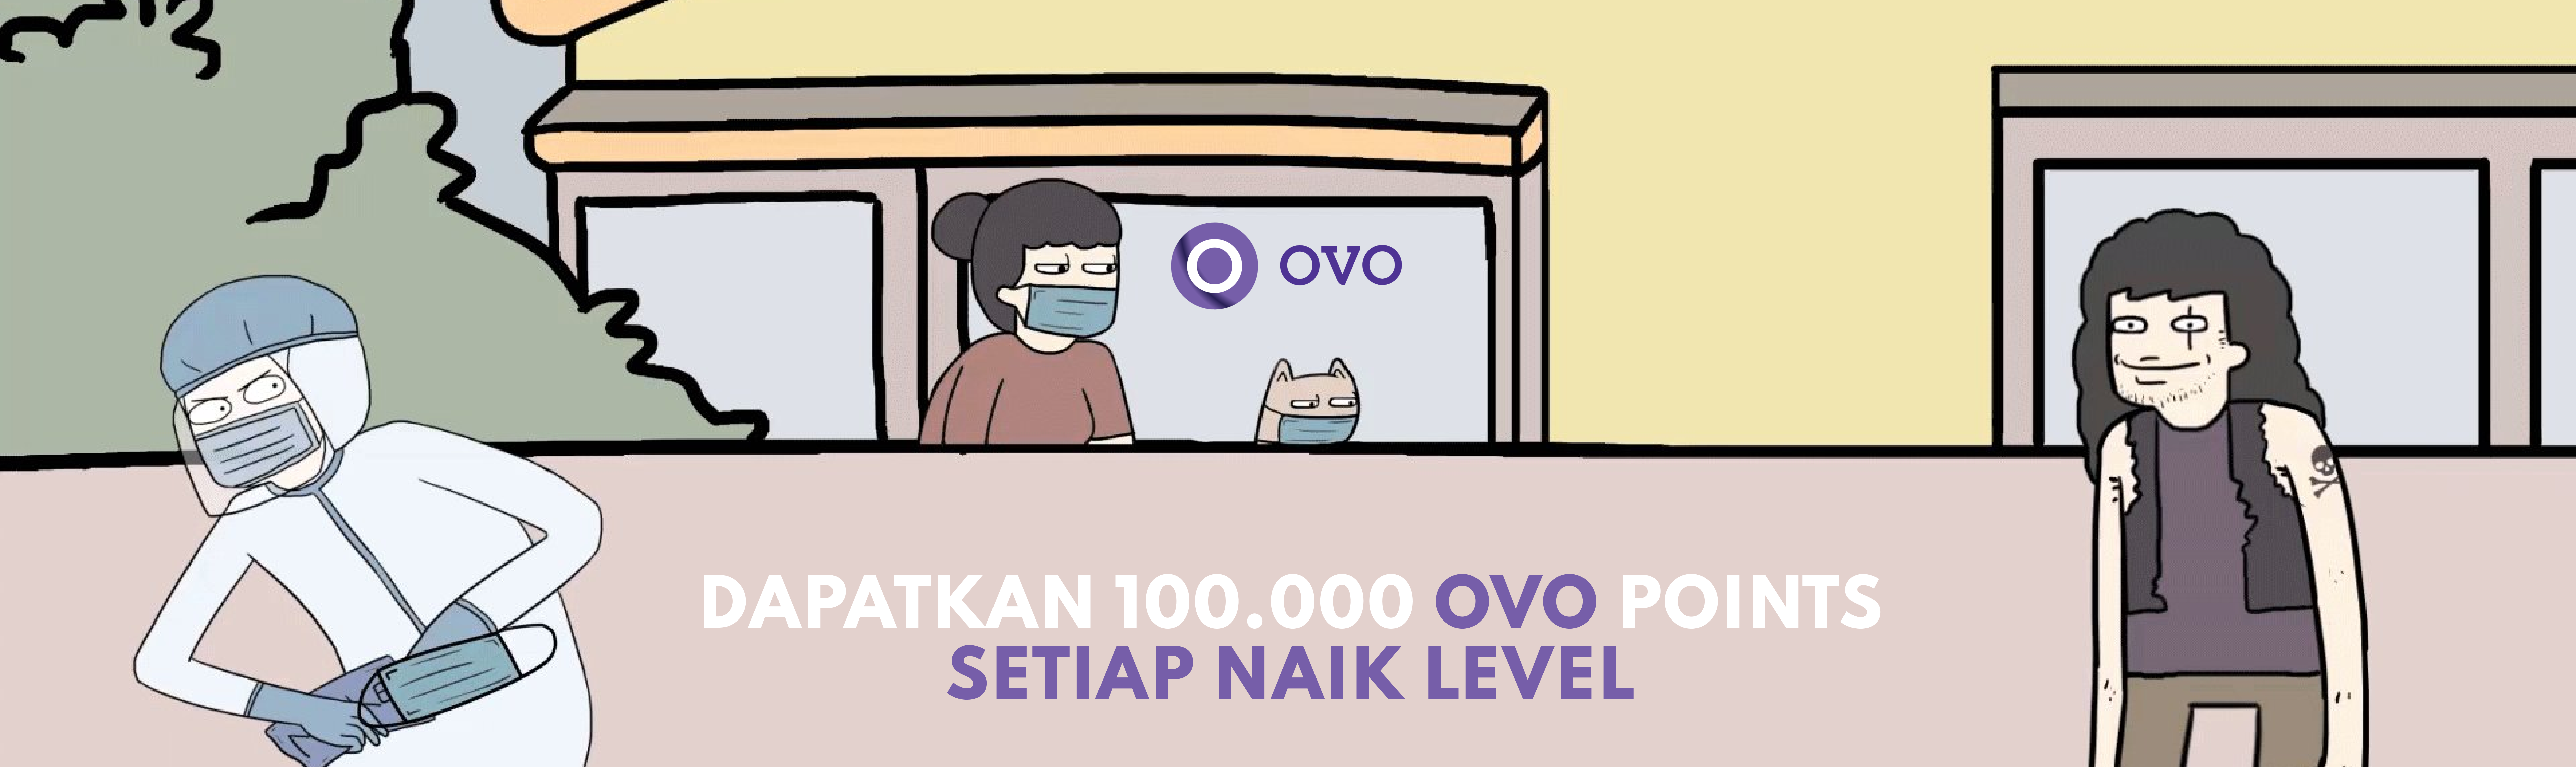 OVO
DAPATKAN 100.000 OVO POINTS
SETIAP NAIK LEVEL